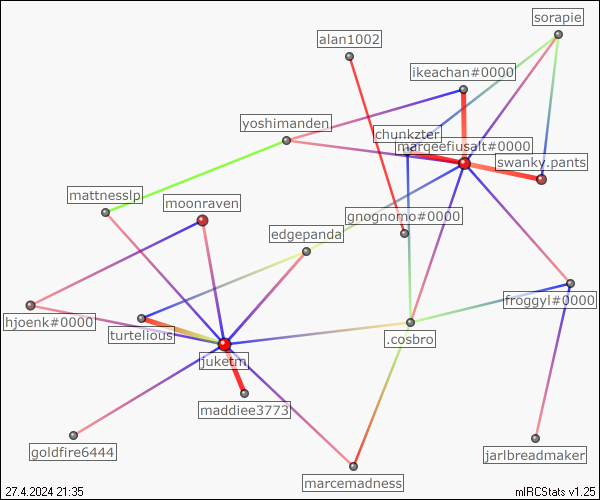 sorapie
alan1002
ikeachan#0000
yoshimanden
chunkzter
marqeefiusalt#0000
swanky.pants
mattnesslp
moonraven
gnognomo#0000
edgepanda
froggyl#0000
hjoenk#0000
turtelious
.cosbro
juketm
maddiee3773
goldfire6444
jarlbreadmaker
marcemadness
27.4.2024 21:35
mIRCStats v1.25